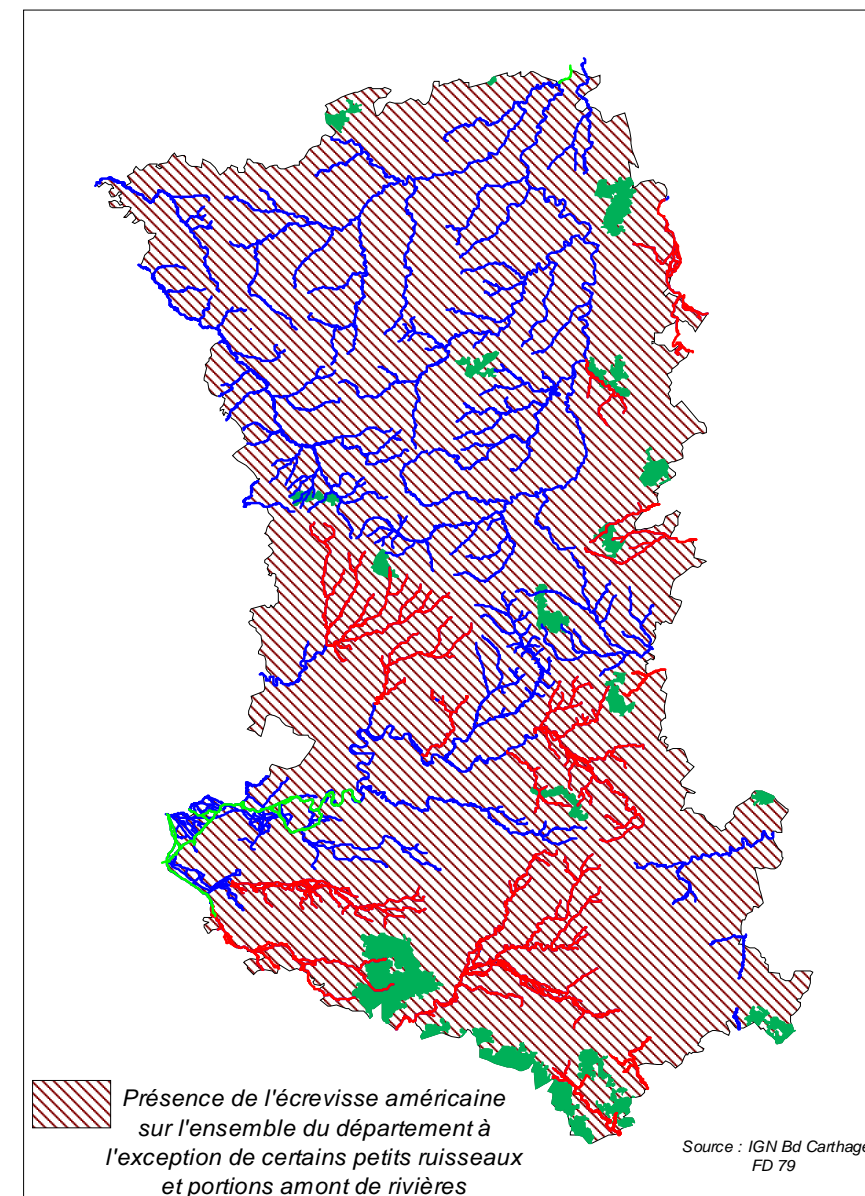 Présence de l'écrevisse américaine
sur l'ensemble du département à
l'exception de certains petits ruisseaux
et portions amont de rivières
Source : IGN Bd Carthage
FD 79